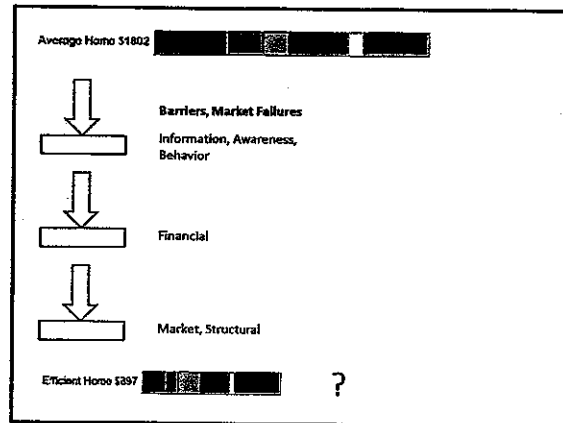 Average Home $1802
Barriers, Market Failures
Information, Awareness,
Behavior
Financial
Market, Structural
Efficient Home $897
?